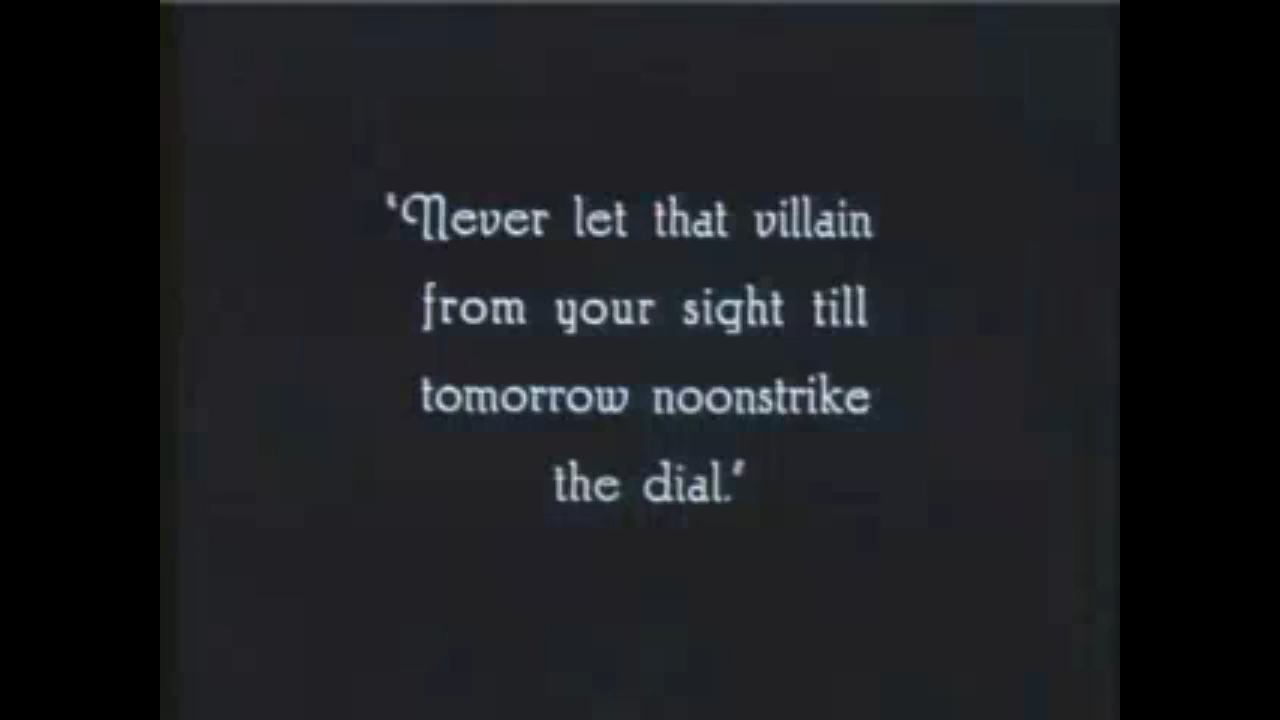 "Never let that villain
from your sight till
tomorrow noonstrike
the dial."